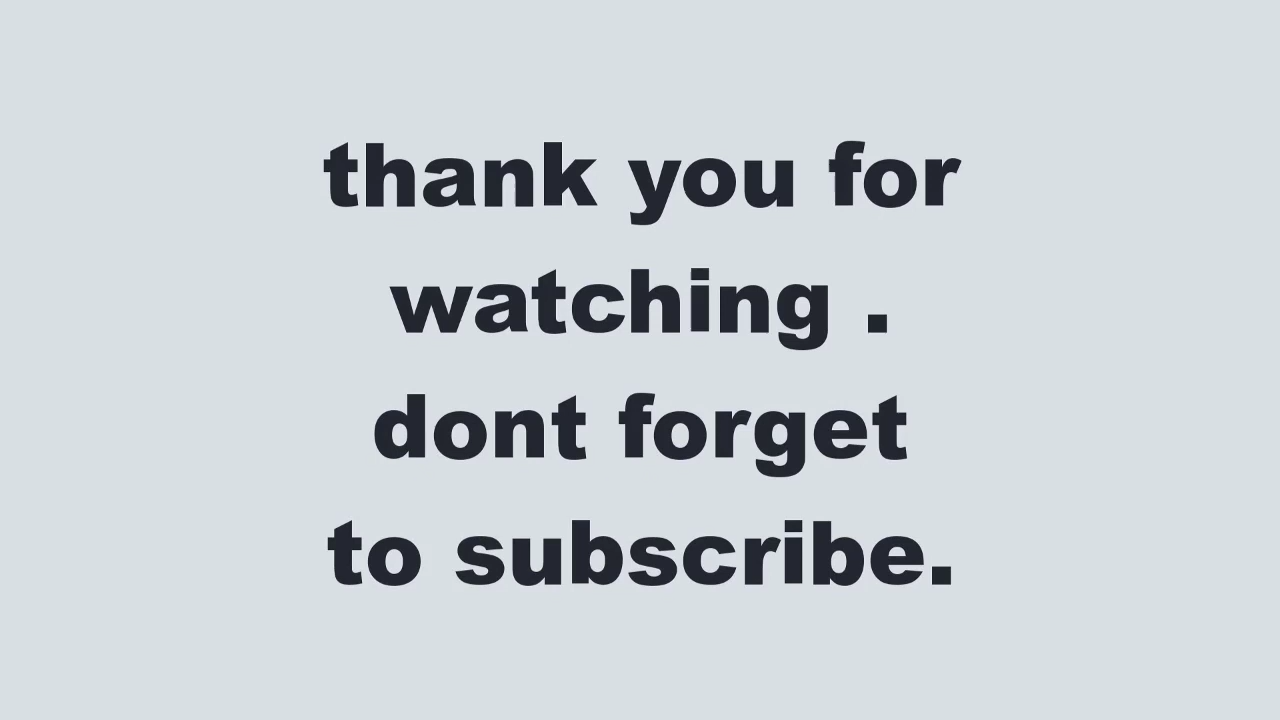 thank you for
watching .
dont forget
to subscribe.